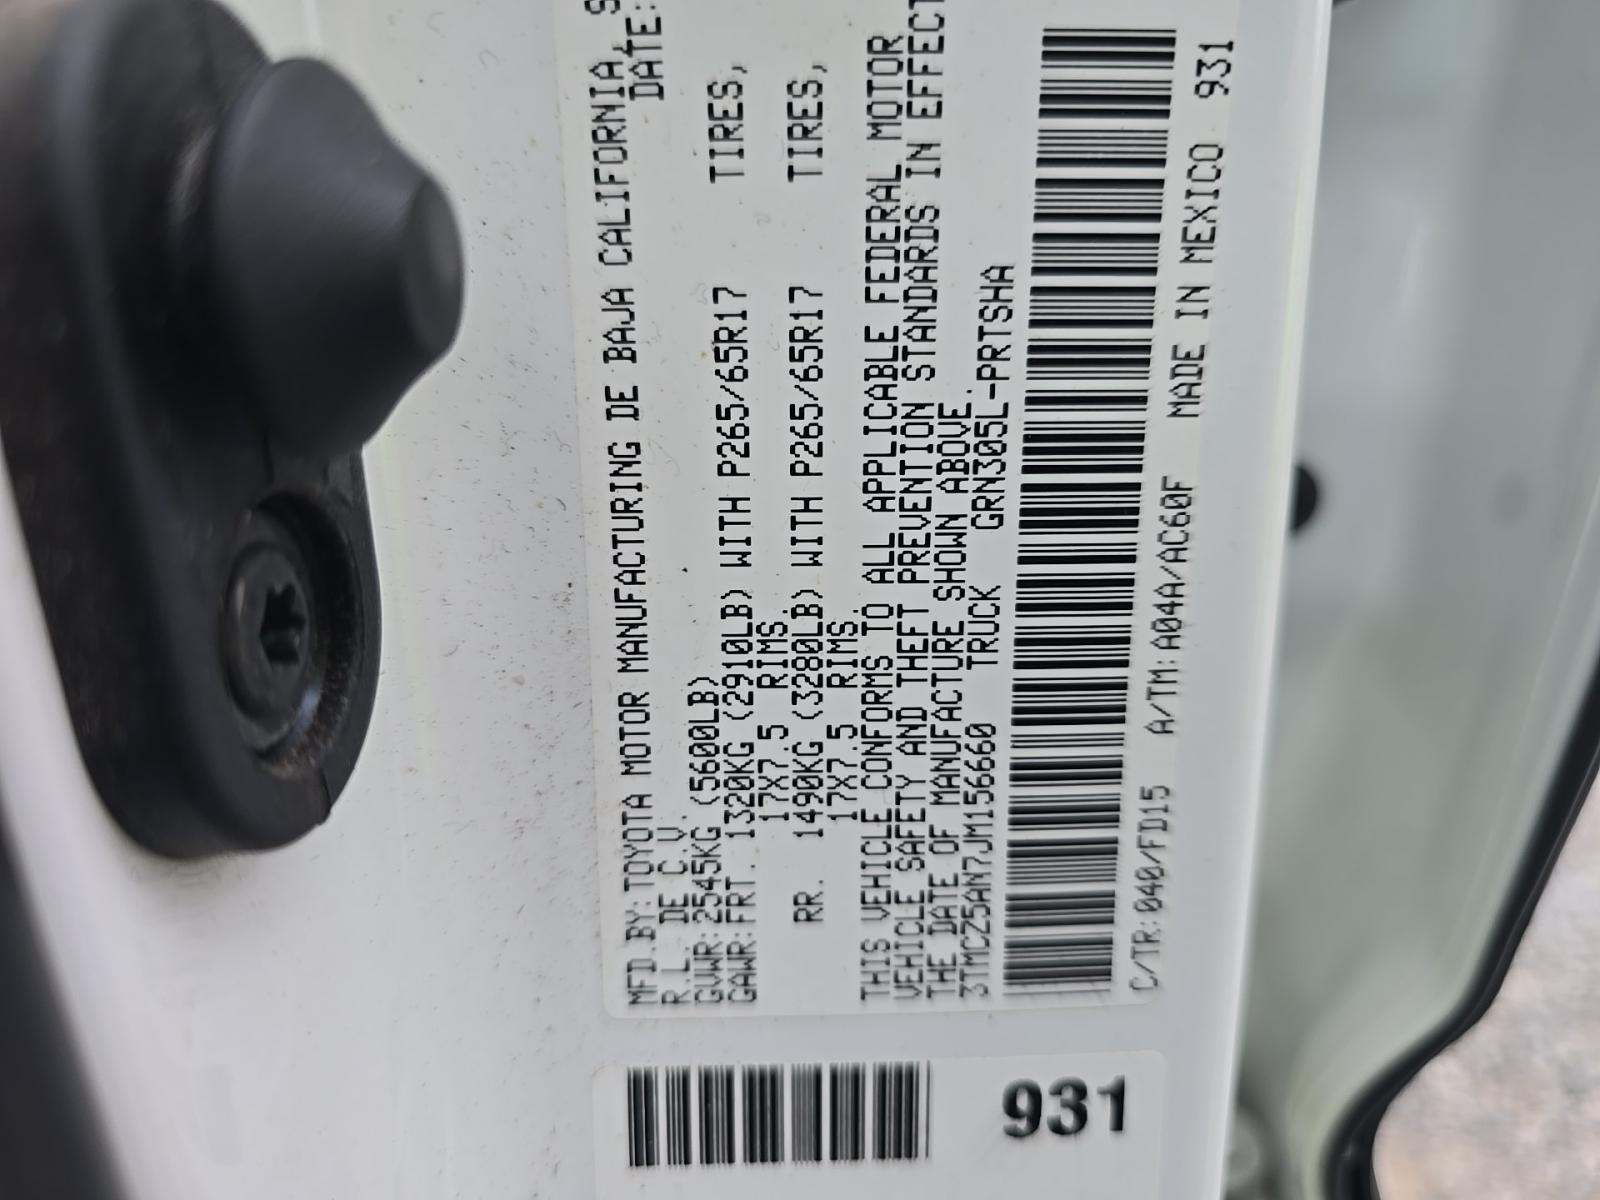 MFD.BY:TOYOTA MOTOR MANUFACTURING DE BAJA CALIFORNIA, S
R.L. DE C.V. DATE:
GVWR:2545KG (5600LB)
GAWR:FRT. 1320KG (2910LB) WITH P265/65R17 TIRES,
17X7.5 RIMS.
RR. 1490KG (3280LB) WITH P265/65R17 TIRES,
17X7.5 RIMS.
THIS VEHICLE CONFORMS TO ALL APPLICABLE FEDERAL MOTOR
VEHICLE SAFETY AND THEFT PREVENTION STANDARDS IN EFFECT
THE DATE OF MANUFACTURE SHOWN ABOVE.
3TMCZ5AN7JM156660 TRUCK GRN305L-PRTSHA
C/TR:040/FD15 A/TM:A04A/AC60F MADE IN MEXICO 931
931